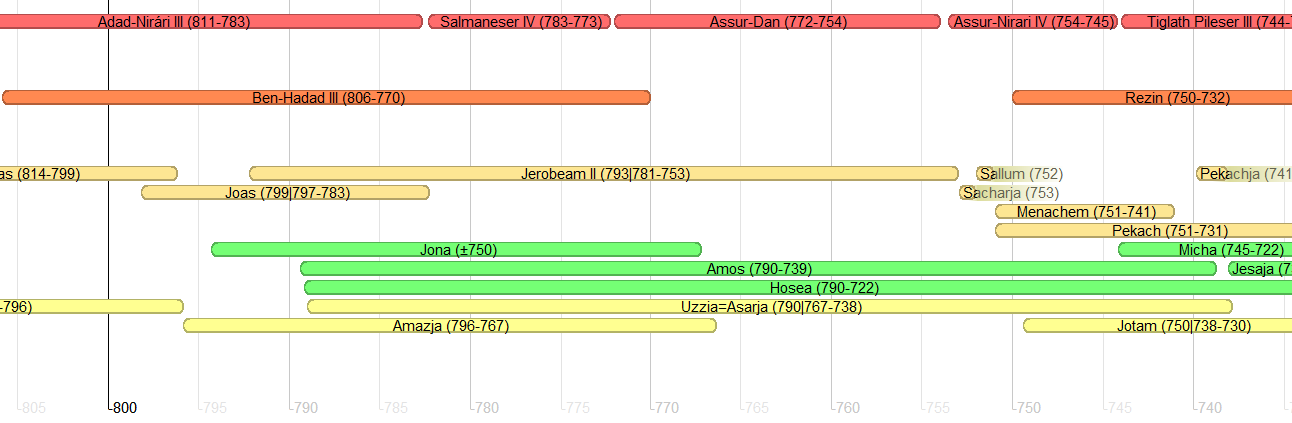 Adad-Nirári III (811-783) Salmaneser IV (783-773) Assur-Dan (772-754) Assur-Nirari IV (754-745) Tiglath Pileser III (744-
Ben-Hadad III (806-770) Rezin (750-732)
as (814-799) Jerobeam II (793|781-753) Sallum (752) Pekachja (741
Joas (799|797-783) Sacharja (753)
Menachem (751-741)
Pekach (751-731)
Jona (±750) Micha (745-722)
Amos (790-739) Jesaja (7
Hosea (790-722)
-796) Uzzia=Asarja (790|767-738)
Amazja (796-767) Jotam (750|738-730)
-805 -800 -795 -790 -785 -780 -775 -770 -765 -760 -755 -750 -745 -740